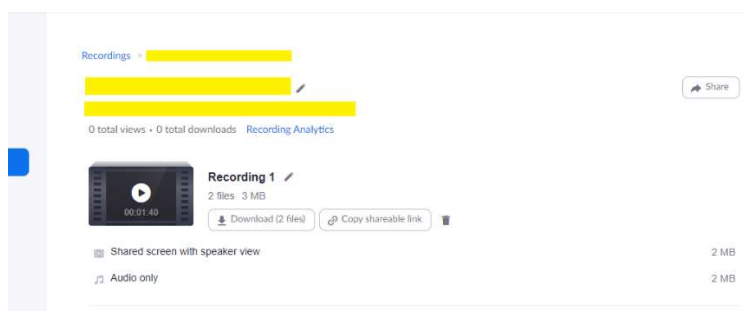 Recordings >
Share
0 total views • 0 total downloads Recording Analytics
Recording 1
2 files 3 MB
00:01:40
Download (2 files) Copy shareable link
Shared screen with speaker view 2 MB
Audio only 2 MB